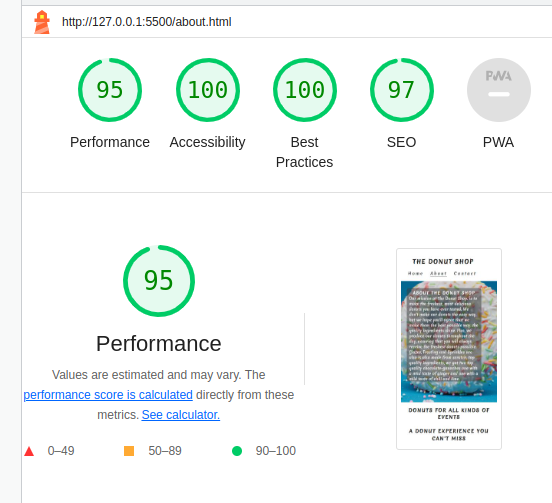 http://127.0.0.1:5500/about.html
95
100
100
97
PWA
Performance
Accessibility
Best
Practices
SEO
PWA
95
Performance
Values are estimated and may vary. The
performance score is calculated directly from these
metrics. See calculator.
0–49
50–89
90–100
THE DONUT SHOP
Home About Contact
ABOUT THE DONUT SHOP
DONUTS FOR ALL KINDS OF
EVENTS
A DONUT EXPERIENCE YOU
CAN'T MISS